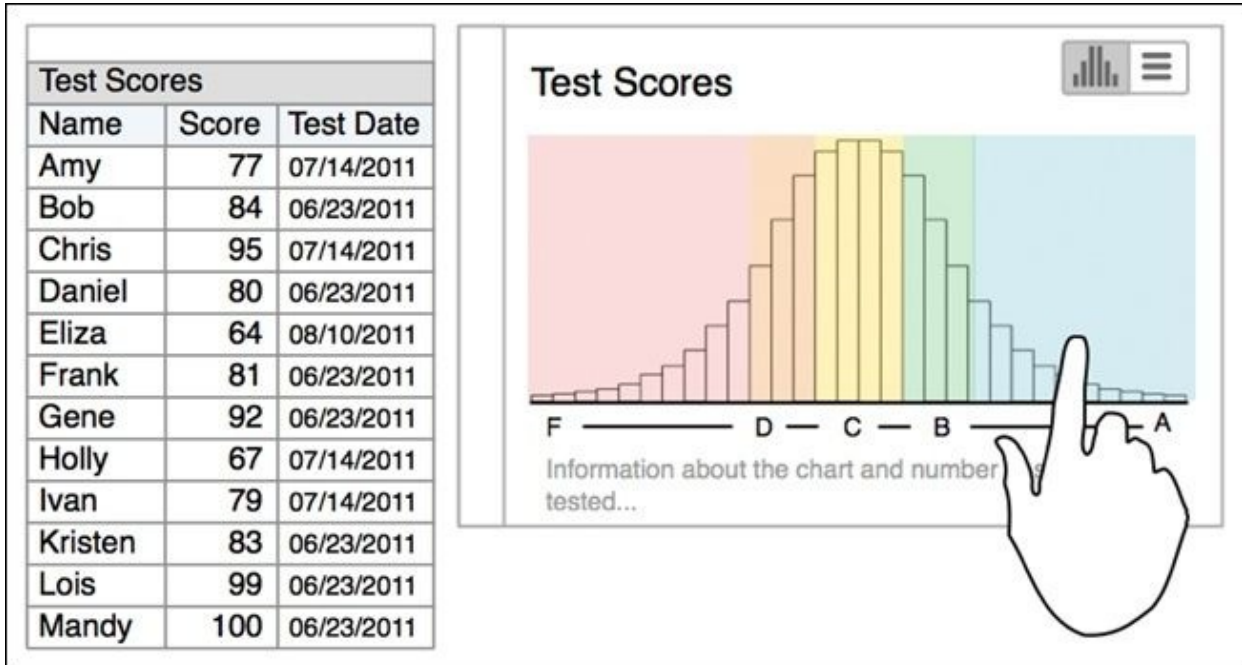 Test Scores
Name Score Test Date
Amy 77 07/14/2011
Bob 84 06/23/2011
Chris 95 07/14/2011
Daniel 80 06/23/2011
Eliza 64 08/10/2011
Frank 81 06/23/2011
Gene 92 06/23/2011
Holly 67 07/14/2011
Ivan 79 07/14/2011
Kristen 83 06/23/2011
Lois 99 06/23/2011
Mandy 100 06/23/2011
Test Scores
F D C B A
Information about the chart and number
tested...